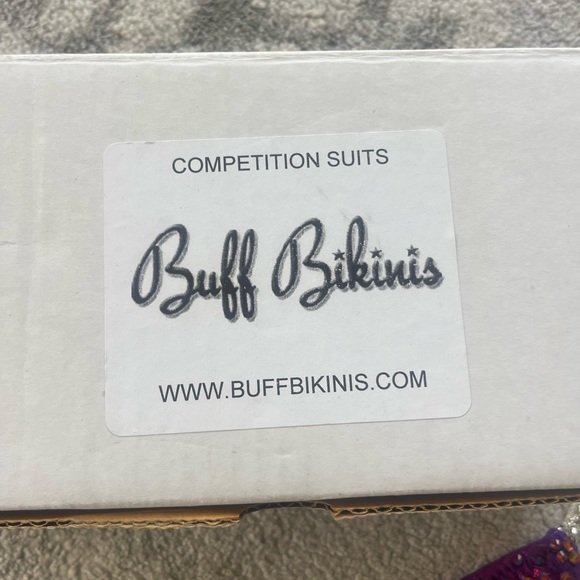 COMPETITION SUITS
Buff Bikinis
WWW.BUFFBIKINIS.COM